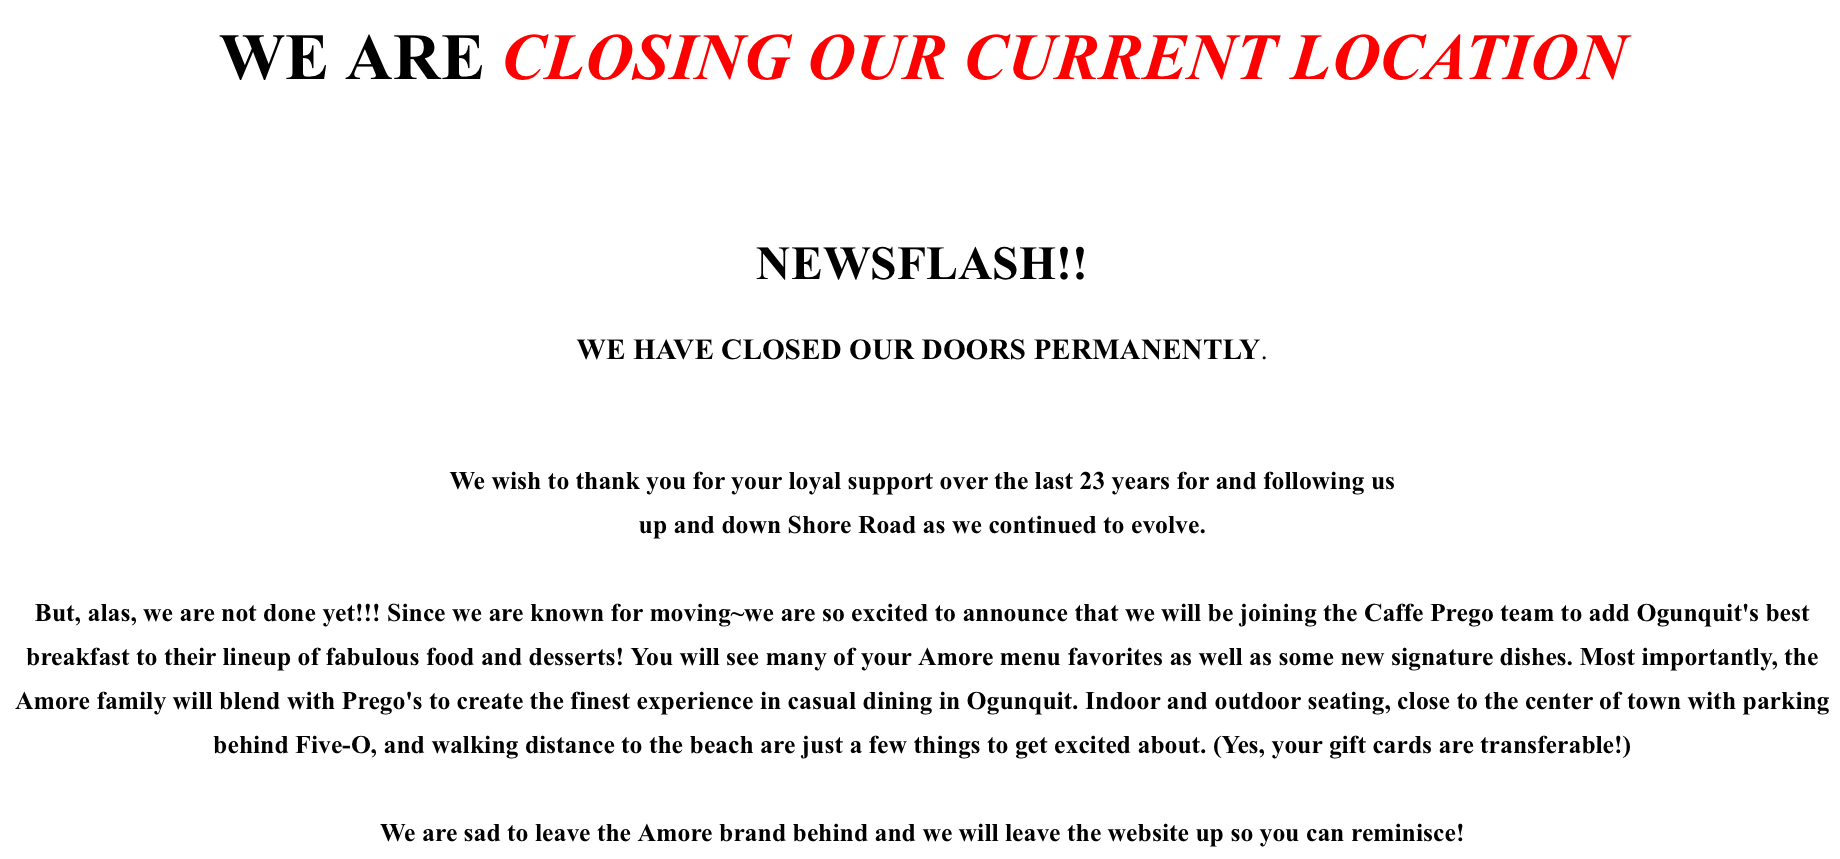 WE ARE CLOSING OUR CURRENT LOCATION
NEWSFLASH!!
WE HAVE CLOSED OUR DOORS PERMANENTLY.
We wish to thank you for your loyal support over the last 23 years for and following us
up and down Shore Road as we continued to evolve.
But, alas, we are not done yet!!! Since we are known for moving~we are so excited to announce that we will be joining the Caffe Prego team to add Ogunquit's best
breakfast to their lineup of fabulous food and desserts! You will see many of your Amore menu favorites as well as some new signature dishes. Most importantly, the
Amore family will blend with Prego's to create the finest experience in casual dining in Ogunquit. Indoor and outdoor seating, close to the center of town with parking
behind Five-O, and walking distance to the beach are just a few things to get excited about. (Yes, your gift cards are transferable!)
We are sad to leave the Amore brand behind and we will leave the website up so you can reminisce!